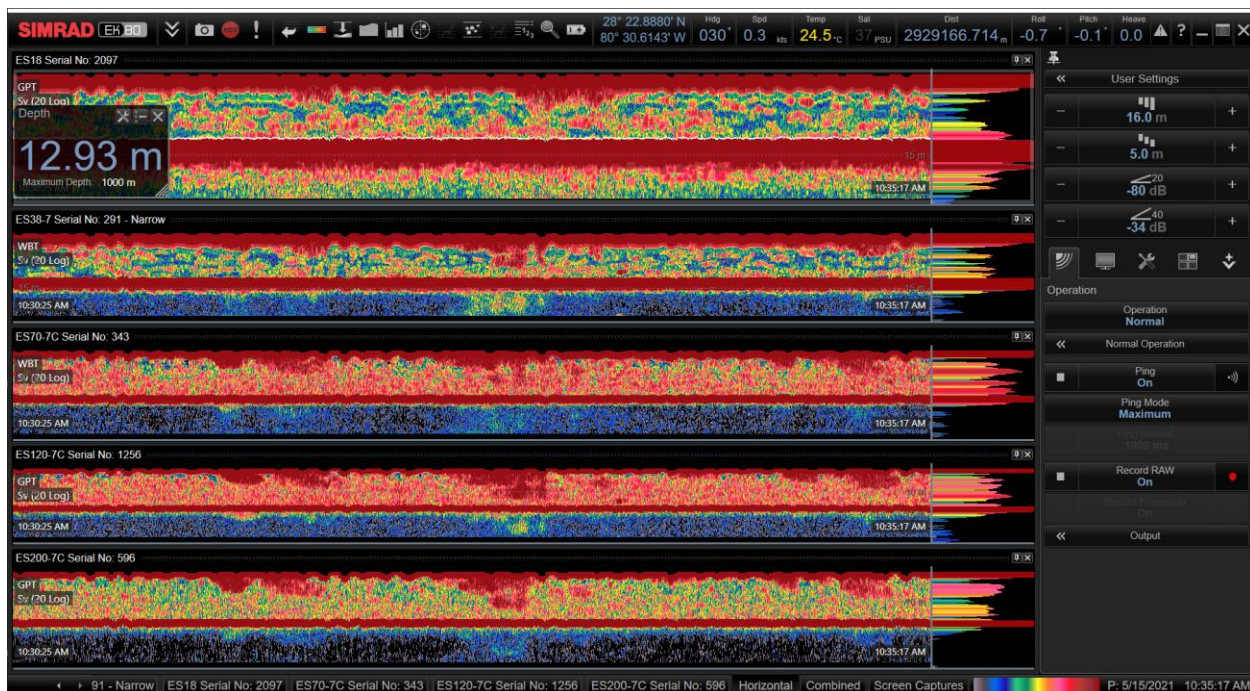 SIMRAD EK80
28° 22.8880' N
80° 30.6143' W
Hdg
030°
Spd
0.3 kts
Temp
24.5 °C
Sal
37 PSU
Dist
2929166.714 m
Roll
-0.7 °
Pitch
-0.1°
Heave
0.0
?
ES18 Serial No: 2097
GPT
Sv (20 Log)
Depth
12.93 m
Maximum Depth: 1000 m
15 m
10:35:17 AM
ES38-7 Serial No: 291 - Narrow
WBT
Sv (20 Log)
15 m
10:30:25 AM
10:35:17 AM
ES70-7C Serial No: 343
WBT
Sv (20 Log)
10:30:25 AM
10:35:17 AM
ES120-7C Serial No: 1256
GPT
Sv (20 Log)
10:30:25 AM
10:35:17 AM
ES200-7C Serial No: 596
GPT
Sv (20 Log)
10:30:25 AM
10:35:17 AM
User Settings
16.0 m
5.0 m
20
-80 dB
40
-34 dB
Operation
Operation
Normal
Normal Operation
Ping
On
Ping Mode
Maximum
Ping Interval
1000 ms
Record RAW
On
Record Processed
On
Output
91 - Narrow ES18 Serial No: 2097 ES70-7C Serial No: 343 ES120-7C Serial No: 1256 ES200-7C Serial No: 596 Horizontal Combined Screen Captures P: 5/15/2021 10:35:17 AM